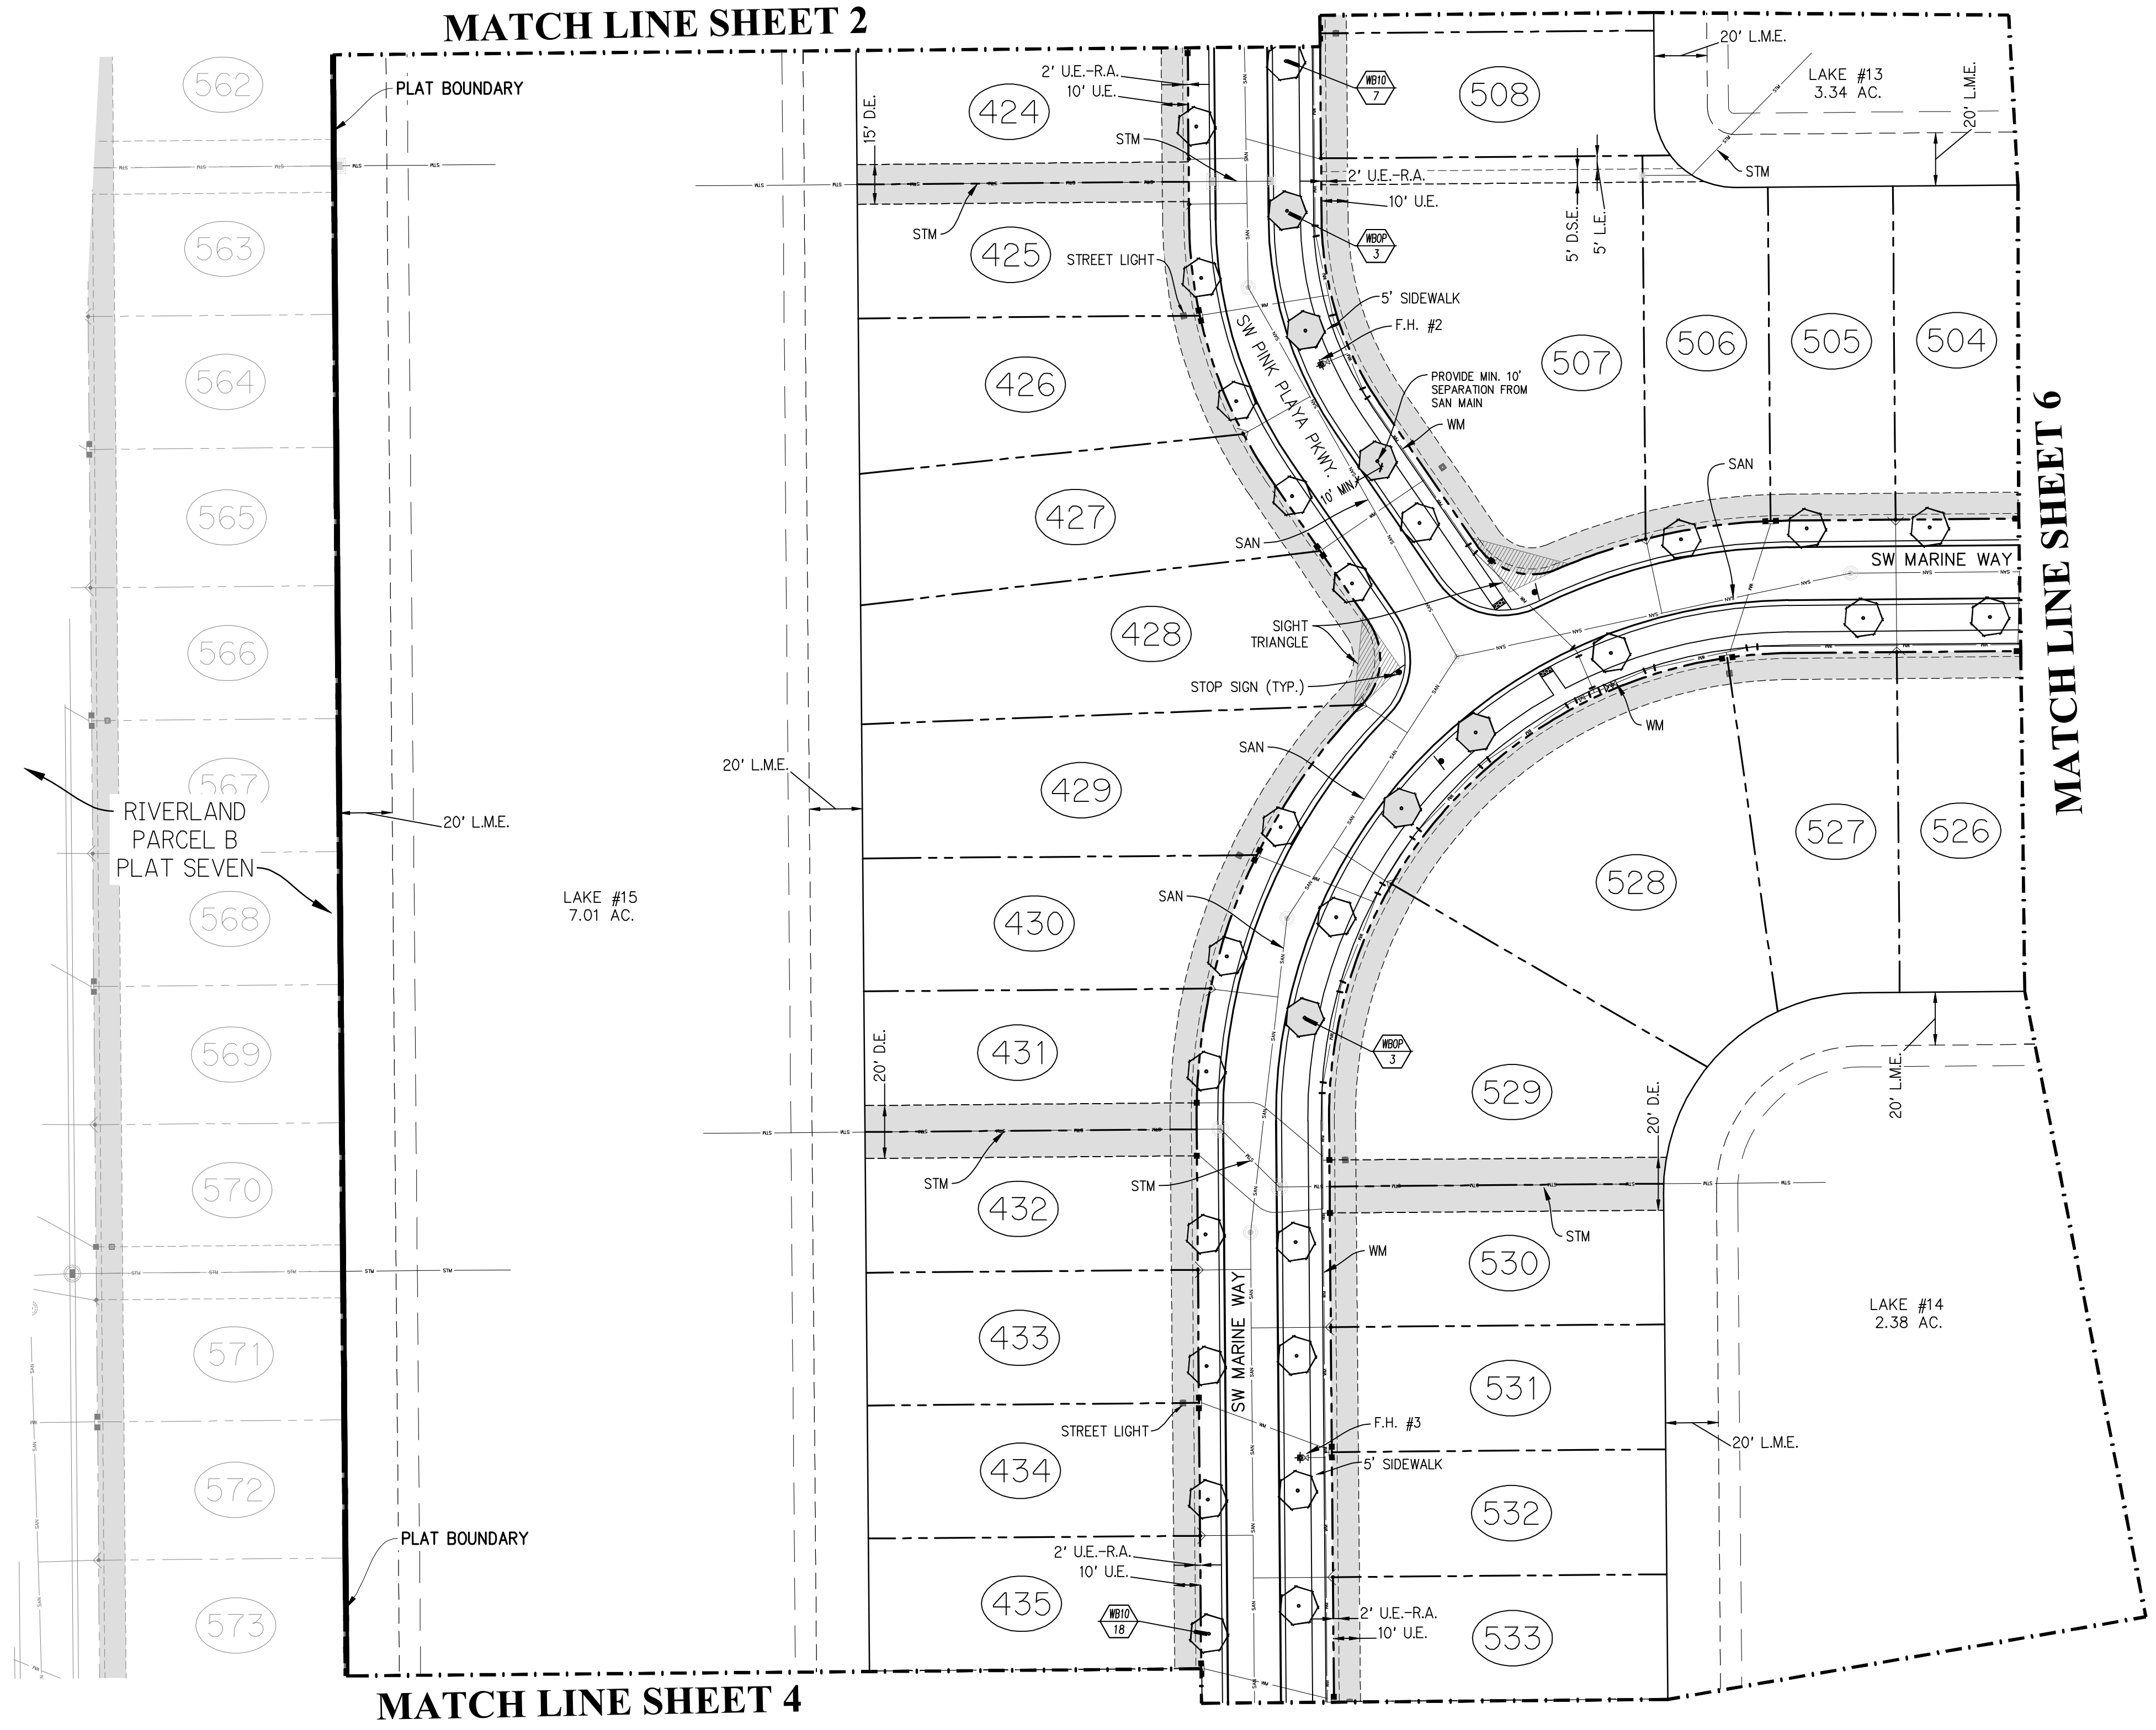 MATCH LINE SHEET 2
562
PLAT BOUNDARY
563
564
565
566
567
568
569
570
571
572
573
RIVERLAND
PARCEL B
PLAT SEVEN
20' L.M.E.
LAKE #15
7.01 AC.
20' L.M.E.
PLAT BOUNDARY
MATCH LINE SHEET 4
15' D.E.
424
425
426
427
428
429
430
431
20' D.E.
432
433
434
435
2' U.E.-R.A.
10' U.E.
STM
STM
STREET LIGHT
SW PINK PLAYA PKWY.
10' MIN
SAN
SIGHT
TRIANGLE
STOP SIGN (TYP.)
SAN
SAN
STM
STM
SW MARINE WAY
STREET LIGHT
2' U.E.-R.A.
10' U.E.
WB10
18
WB10
7
2' U.E.-R.A.
10' U.E.
WBOP
3
5' SIDEWALK
F.H. #2
PROVIDE MIN. 10'
SEPARATION FROM
SAN MAIN
WM
508
20' L.M.E.
LAKE #13
3.34 AC.
20' L.M.E.
STM
5' D.S.E.
5' L.E.
507
506
505
504
SAN
SW MARINE WAY
MATCH LINE SHEET 6
WM
528
527
526
WBOP
3
529
20' D.E.
20' L.M.E.
STM
WM
530
531
532
533
F.H. #3
5' SIDEWALK
2' U.E.-R.A.
10' U.E.
LAKE #14
2.38 AC.
20' L.M.E.